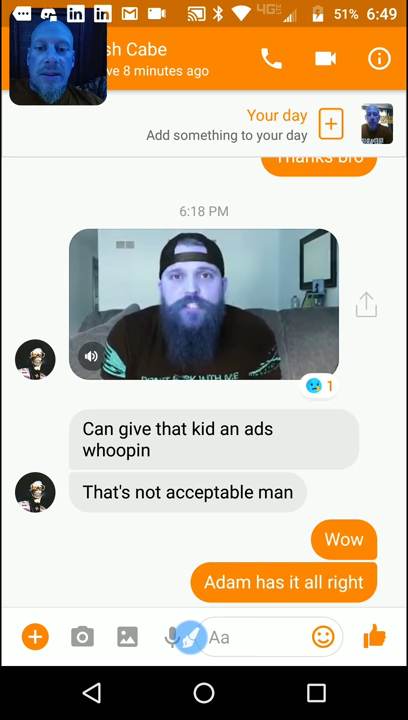 51% 6:49
sh Cabe
ve 8 minutes ago
Your day
Add something to your day
Thanks bro
6:18 PM
1
Can give that kid an ads
whoopin
That's not acceptable man
Wow
Adam has it all right
Aa